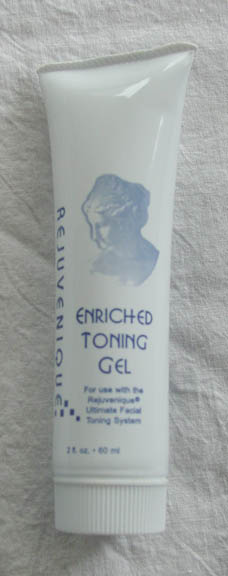 REJUVENIQUE
ENRICHED
TONING
GEL
For use with the
Rejuvenique®
Ultimate Facial
Toning System
2 fl. oz. • 60 ml